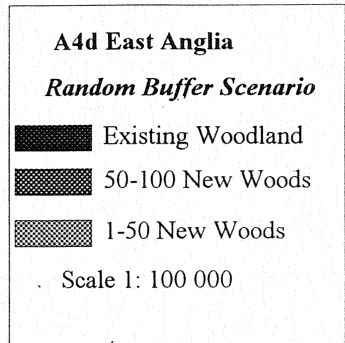 A4d East Anglia
Random Buffer Scenario
Existing Woodland
50-100 New Woods
1-50 New Woods
Scale 1: 100 000